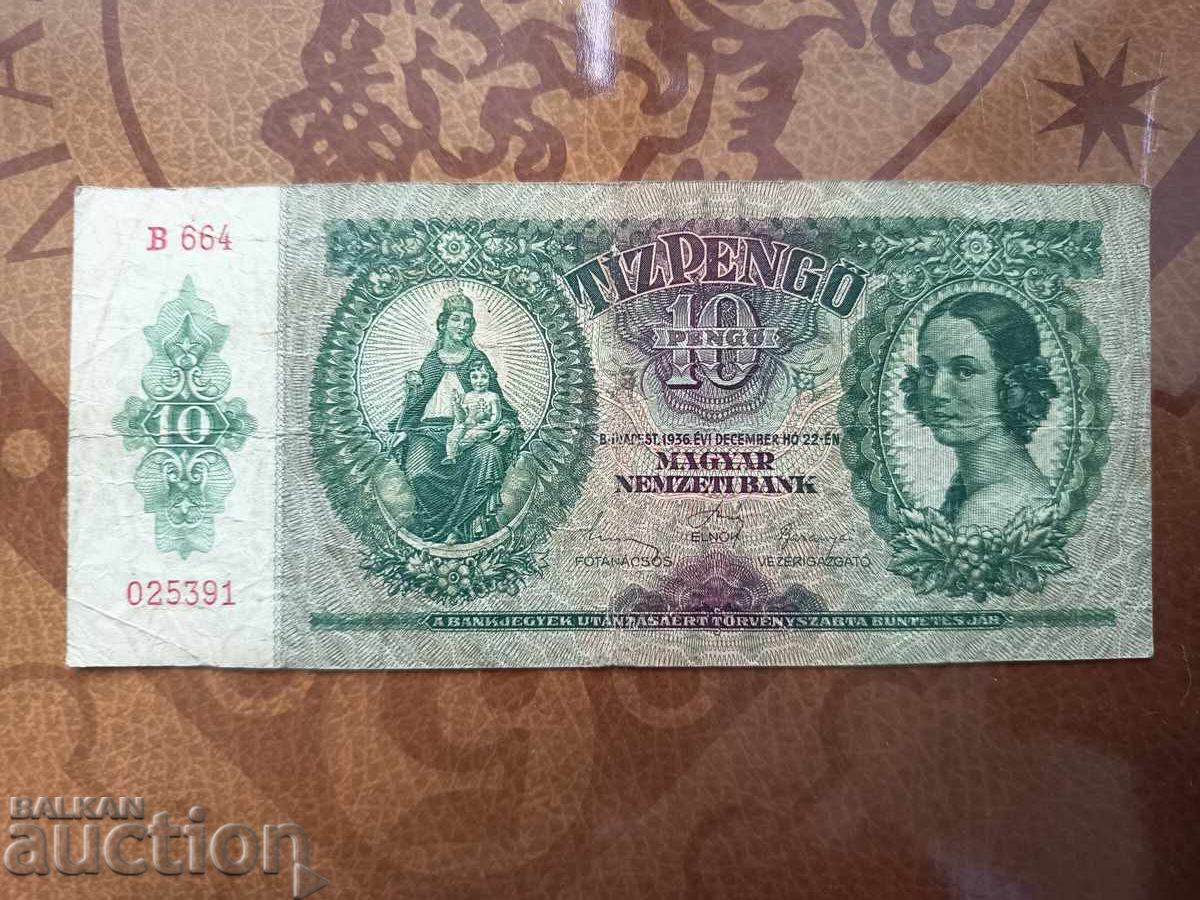 B 664
10
025391
TÍZPENGŐ
10
PENGŐ
BUDAPEST, 1936. ÉVI DECEMBER HÓ 22-ÉN
MAGYAR
NEMZETI BANK
ELNÖK
FŐTANÁCSOS VEZÉRIGAZGATÓ
A BANKJEGYEK UTÁNZÁSÁÉRT TÖRVÉNYSZABTA BÜNTETÉS JÁR
BALKAN
auction